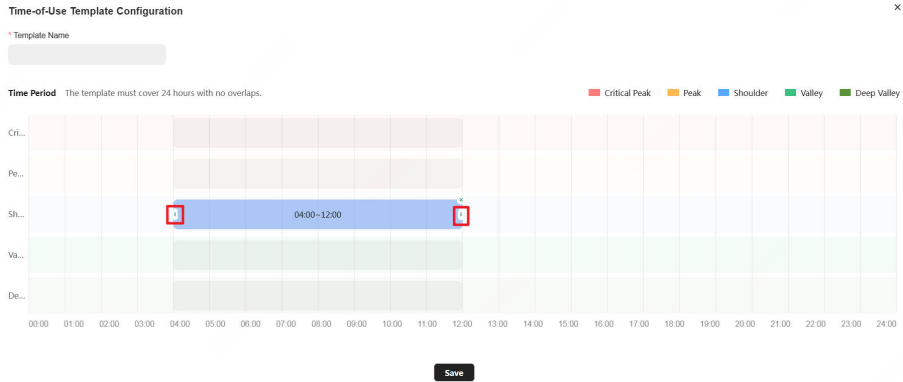 Time-of-Use Template Configuration
* Template Name
Time Period The template must cover 24 hours with no overlaps.
Critical Peak Peak Shoulder Valley Deep Valley
Cri...
Pe...
Sh... 04:00~12:00
Va...
De...
00:00 01:00 02:00 03:00 04:00 05:00 06:00 07:00 08:00 09:00 10:00 11:00 12:00 13:00 14:00 15:00 16:00 17:00 18:00 19:00 20:00 21:00 22:00 23:00 24:00
Save